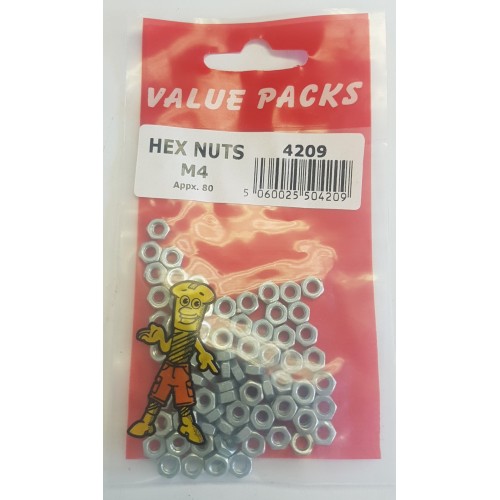 VALUE PACKS
HEX NUTS
M4
Appx. 80
4209
5 060025 504209